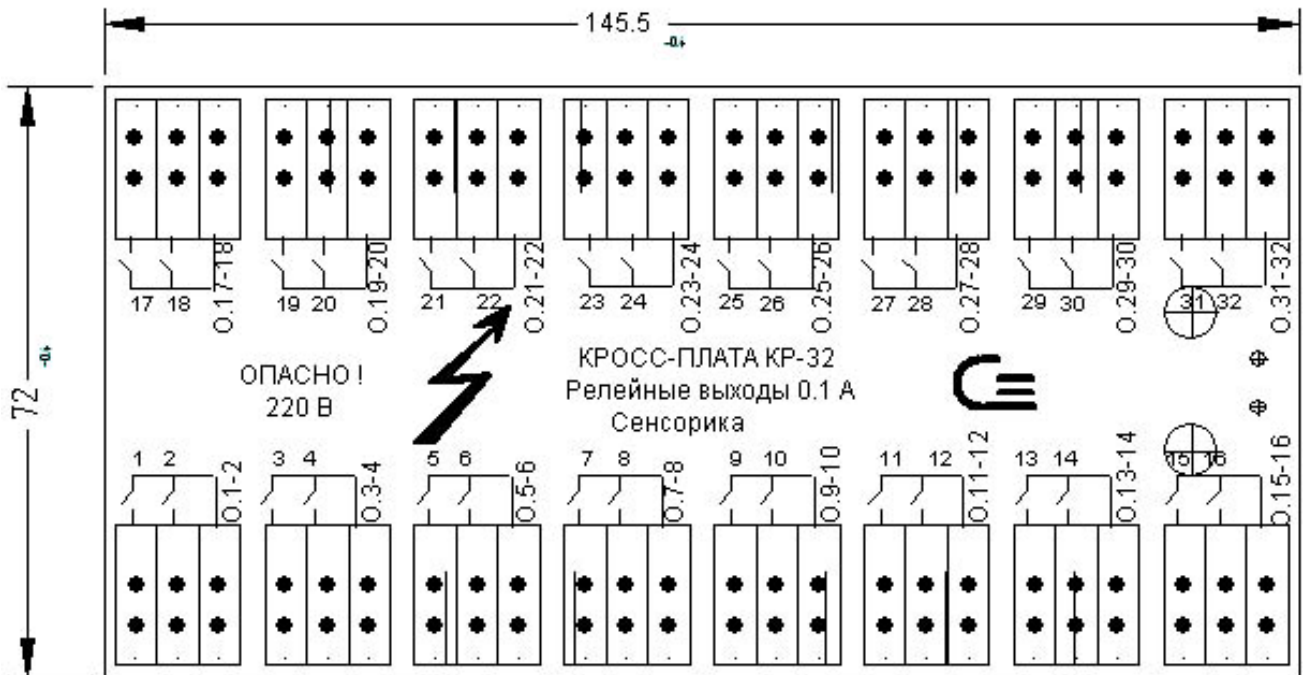 145.5
-0.4
О.17-18 О.19-20 О.21-22 О.23-24 О.25-26 О.27-28 О.29-30 О.31-32
17 18 19 20 21 22 23 24 25 26 27 28 29 30 31 32
72
-0.4
ОПАСНО !
220 В
КРОСС-ПЛАТА КР-32
Релейные выходы 0.1 А
Сенсорика
1 2 3 4 5 6 7 8 9 10 11 12 13 14 15 16
О.1-2 О.3-4 О.5-6 О.7-8 О.9-10 О.11-12 О.13-14 О.15-16